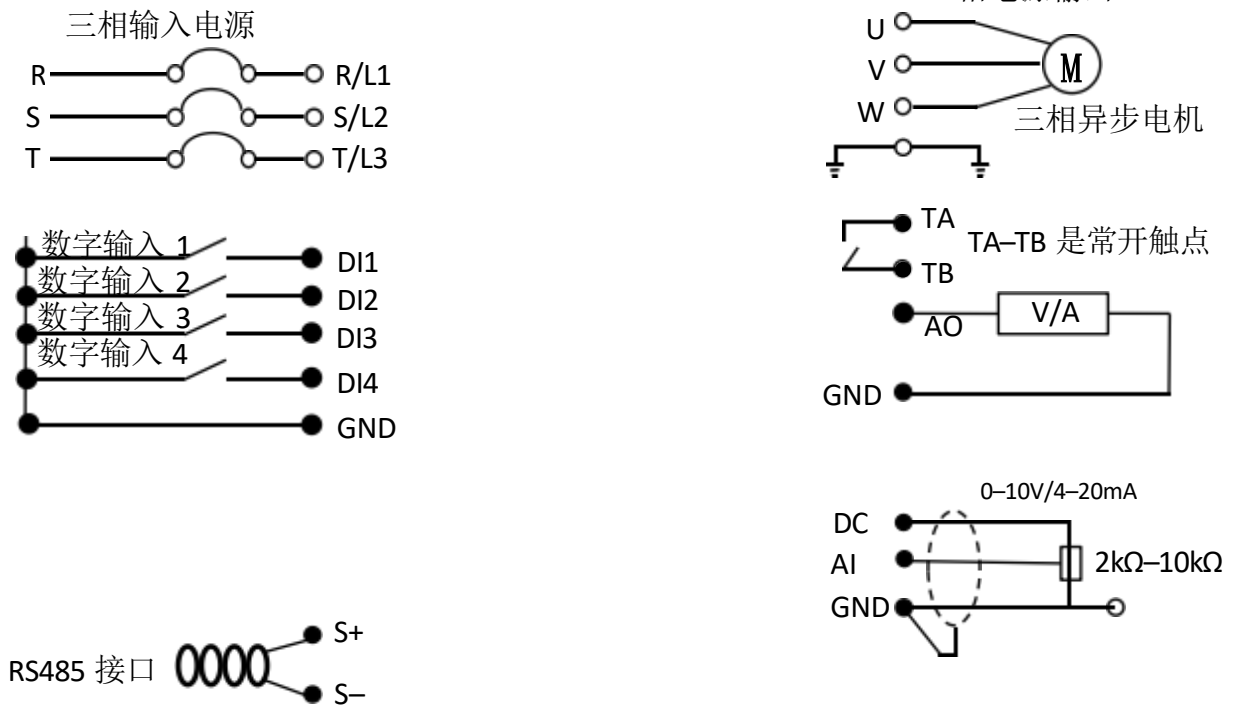 三相输入电源
R
R/L1
S
S/L2
T
T/L3
数字输入 1
DI1
数字输入 2
DI2
数字输入 3
DI3
数字输入 4
DI4
GND
RS485 接口
S+
S–
U
V
M
W
三相异步电机
TA
TA–TB 是常开触点
TB
AO
V/A
GND
0–10V/4–20mA
DC
AI
2kΩ–10kΩ
GND